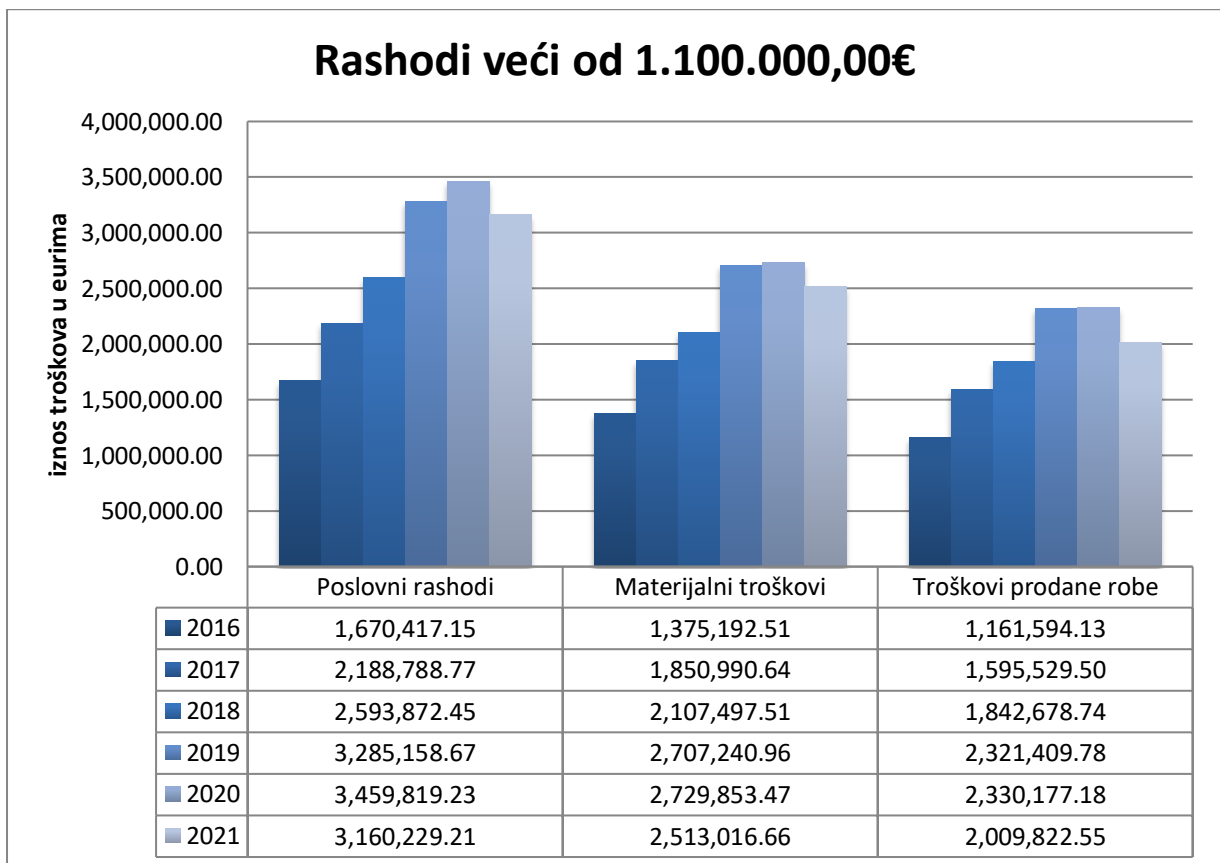 Rashodi veći od 1.100.000,00€
iznos troškova u eurima
4,000,000.00
3,500,000.00
3,000,000.00
2,500,000.00
2,000,000.00
1,500,000.00
1,000,000.00
500,000.00
0.00
Poslovni rashodi Materijalni troškovi Troškovi prodane robe
2016 1,670,417.15 1,375,192.51 1,161,594.13
2017 2,188,788.77 1,850,990.64 1,595,529.50
2018 2,593,872.45 2,107,497.51 1,842,678.74
2019 3,285,158.67 2,707,240.96 2,321,409.78
2020 3,459,819.23 2,729,853.47 2,330,177.18
2021 3,160,229.21 2,513,016.66 2,009,822.55